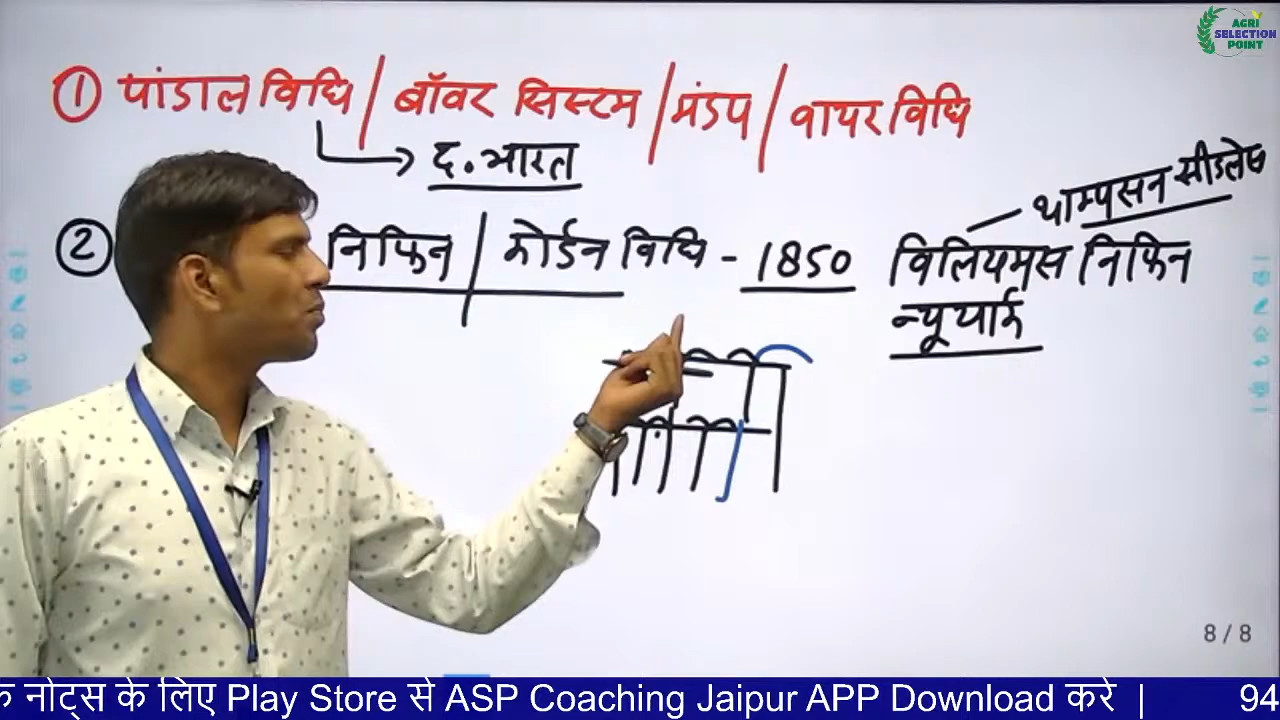 AGRI
SELECTION
POINT
① पांडाल विधि / बॉवर सिस्टम / मंडप / वायर विधि
द. भारत
थाम्पसन सीडलेष
② निफिन / कोर्डन विधि - 1850 विलियमस निफिन
न्यूयार्क
8 / 8
नोट्स के लिए Play Store से ASP Coaching Jaipur APP Download करे | 94